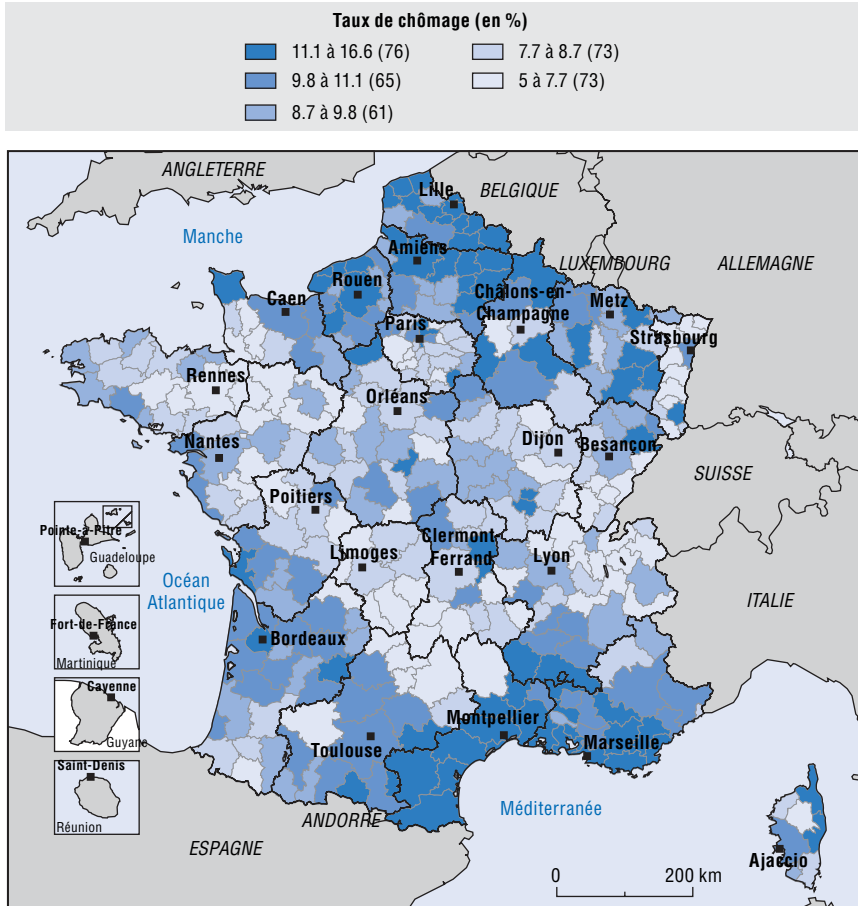 Taux de chômage (en %)
11.1 à 16.6 (76)
7.7 à 8.7 (73)
9.8 à 11.1 (65)
5 à 7.7 (73)
8.7 à 9.8 (61)
ANGLETERRE
Lille
BELGIQUE
Manche
Amiens
LUXEMBOURG
ALLEMAGNE
Rouen
Châlons-en-
Champagne
Metz
Caen
Paris
Strasbourg
Rennes
Orléans
Nantes
Dijon
Besançon
SUISSE
Poitiers
Pointe-à-Pitre
Guadeloupe
Clermont
Ferrand
Limoges
Lyon
Océan
Atlantique
ITALIE
Fort-de-France
Martinique
Bordeaux
Cayenne
Guyane
Montpellier
Toulouse
Marseille
Saint-Denis
Réunion
Méditerranée
ANDORRE
ESPAGNE
Ajaccio
0
200 km